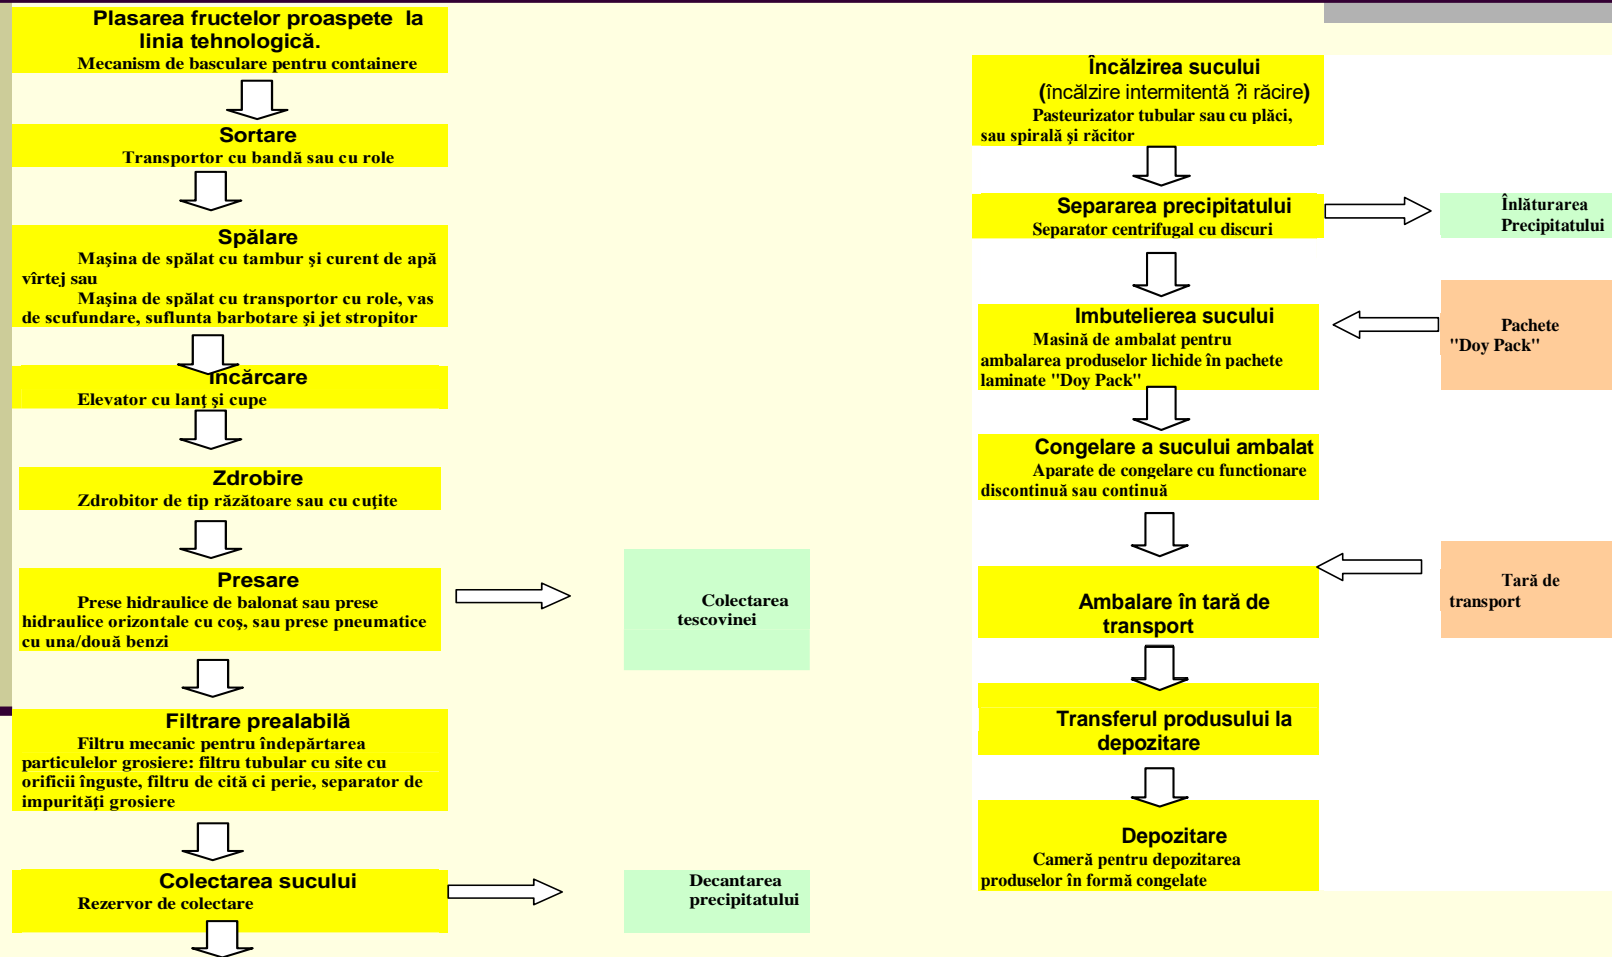 Plasarea fructelor proaspete la
linia tehnologică.
Mecanism de basculare pentru containere
Sortare
Transportor cu bandă sau cu role
Spălare
Maşina de spălat cu tambur şi curent de apă
vîrtej sau
Maşina de spălat cu transportor cu role, vas
de scufundare, suflunta barbotare şi jet stropitor
Incărcare
Elevator cu lanţ şi cupe
Zdrobire
Zdrobitor de tip răzătoare sau cu cuţite
Presare
Prese hidraulice de balonat sau prese
hidraulice orizontale cu coş, sau prese pneumatice
cu una/două benzi
Colectarea
tescovinei
Filtrare prealabilă
Filtru mecanic pentru îndepărtarea
particulelor grosiere: filtru tubular cu site cu
orificii înguste, filtru de cită ci perie, separator de
impurităţi grosiere
Colectarea sucului
Rezervor de colectare
Decantarea
precipitatului
Încălzirea sucului
(încălzire intermitentă ?i răcire)
Pasteurizator tubular sau cu plăci,
sau spirală şi răcitor
Separarea precipitatului
Separator centrifugal cu discuri
Înlăturarea
Precipitatului
Imbutelierea sucului
Masină de ambalat pentru
ambalarea produselor lichide în pachete
laminate "Doy Pack"
Pachete
"Doy Pack"
Congelare a sucului ambalat
Aparate de congelare cu functionare
discontinuă sau continuă
Ambalare în tară de
transport
Tară de
transport
Transferul produsului la
depozitare
Depozitare
Cameră pentru depozitarea
produselor în formă congelate